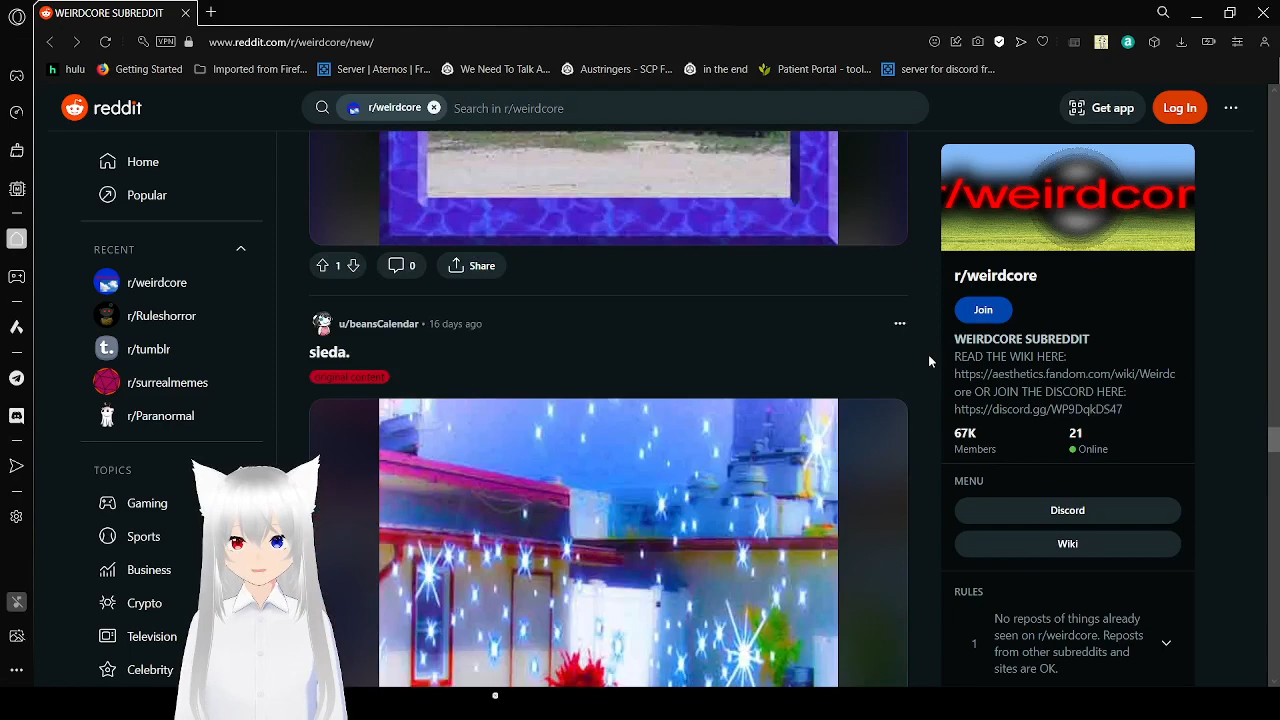 WEIRDCORE SUBREDDIT
VPN
www.reddit.com/r/weirdcore/new/
h hulu
Getting Started
Imported from Firef...
Server | Aternos | Fr...
We Need To Talk A...
Austringers - SCP F...
in the end
Patient Portal - tool...
server for discord fr...
reddit
r/weirdcore
Search in r/weirdcore
Get app
Log In
Home
Popular
RECENT
r/weirdcore
r/Ruleshorror
r/tumblr
r/surrealmemes
r/Paranormal
TOPICS
Gaming
Sports
Business
Crypto
Television
Celebrity
1
0
Share
u/beansCalendar • 16 days ago
sieda.
original content
r/weirdcor
r/weirdcore
Join
WEIRDCORE SUBREDDIT
READ THE WIKI HERE:
https://aesthetics.fandom.com/wiki/Weirdc
ore OR JOIN THE DISCORD HERE:
https://discord.gg/WP9DqkDS47
67K
21
Members
Online
MENU
Discord
Wiki
RULES
No reposts of things already
seen on r/weirdcore. Reposts
1
from other subreddits and
sites are OK.